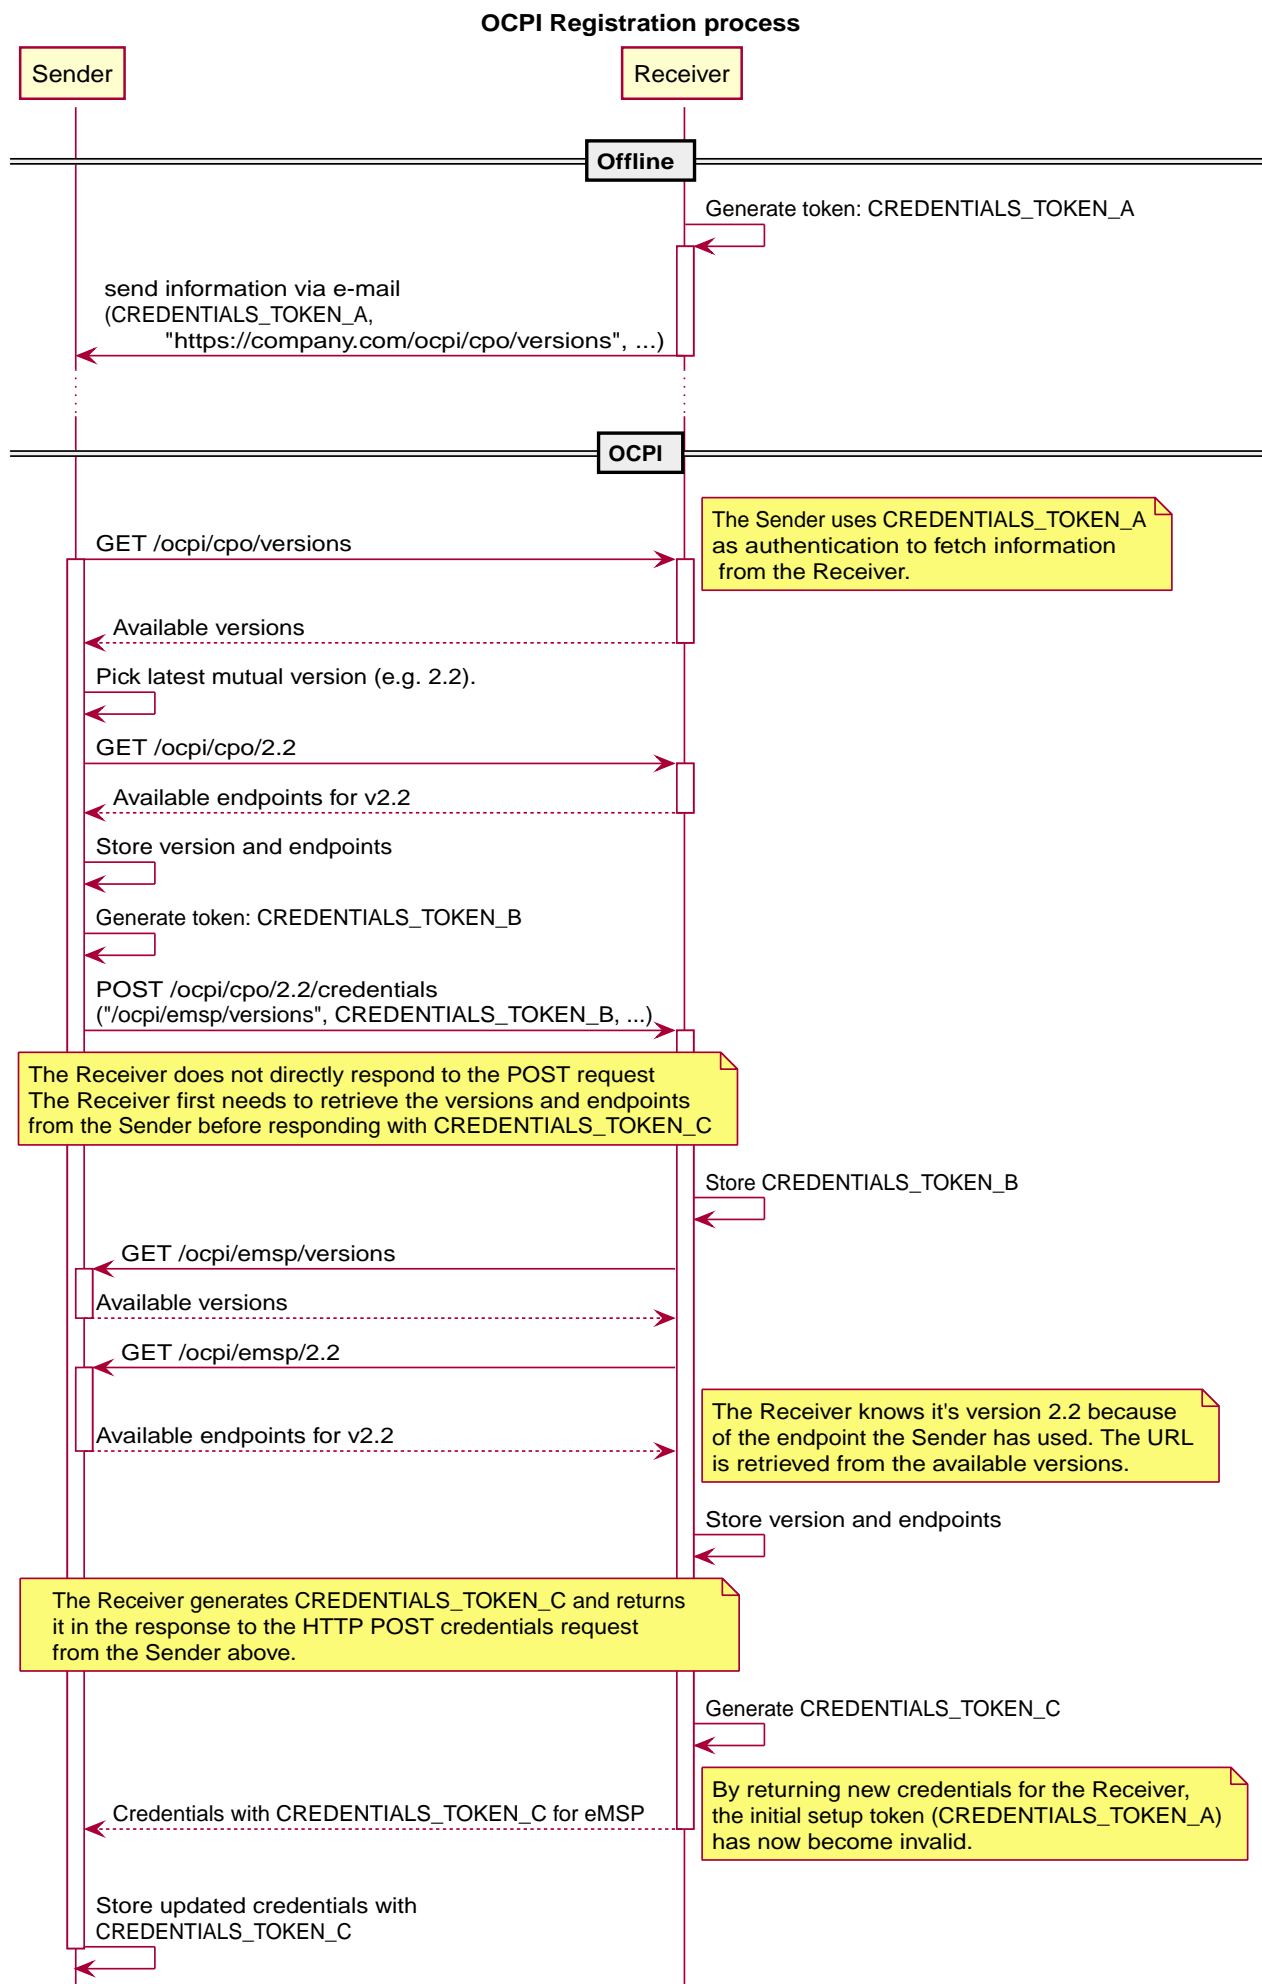 OCPI Registration process
Sender
Receiver
Offline
Generate token: CREDENTIALS_TOKEN_A
send information via e-mail
(CREDENTIALS_TOKEN_A,
"https://company.com/ocpi/cpo/versions", ...)
OCPI
The Sender uses CREDENTIALS_TOKEN_A
as authentication to fetch information
from the Receiver.
GET /ocpi/cpo/versions
Available versions
Pick latest mutual version (e.g. 2.2).
GET /ocpi/cpo/2.2
Available endpoints for v2.2
Store version and endpoints
Generate token: CREDENTIALS_TOKEN_B
POST /ocpi/cpo/2.2/credentials
("/ocpi/emsp/versions", CREDENTIALS_TOKEN_B, ...)
The Receiver does not directly respond to the POST request
The Receiver first needs to retrieve the versions and endpoints
from the Sender before responding with CREDENTIALS_TOKEN_C
Store CREDENTIALS_TOKEN_B
GET /ocpi/emsp/versions
Available versions
GET /ocpi/emsp/2.2
The Receiver knows it's version 2.2 because
of the endpoint the Sender has used. The URL
is retrieved from the available versions.
Available endpoints for v2.2
Store version and endpoints
The Receiver generates CREDENTIALS_TOKEN_C and returns
it in the response to the HTTP POST credentials request
from the Sender above.
Generate CREDENTIALS_TOKEN_C
By returning new credentials for the Receiver,
the initial setup token (CREDENTIALS_TOKEN_A)
has now become invalid.
Credentials with CREDENTIALS_TOKEN_C for eMSP
Store updated credentials with
CREDENTIALS_TOKEN_C